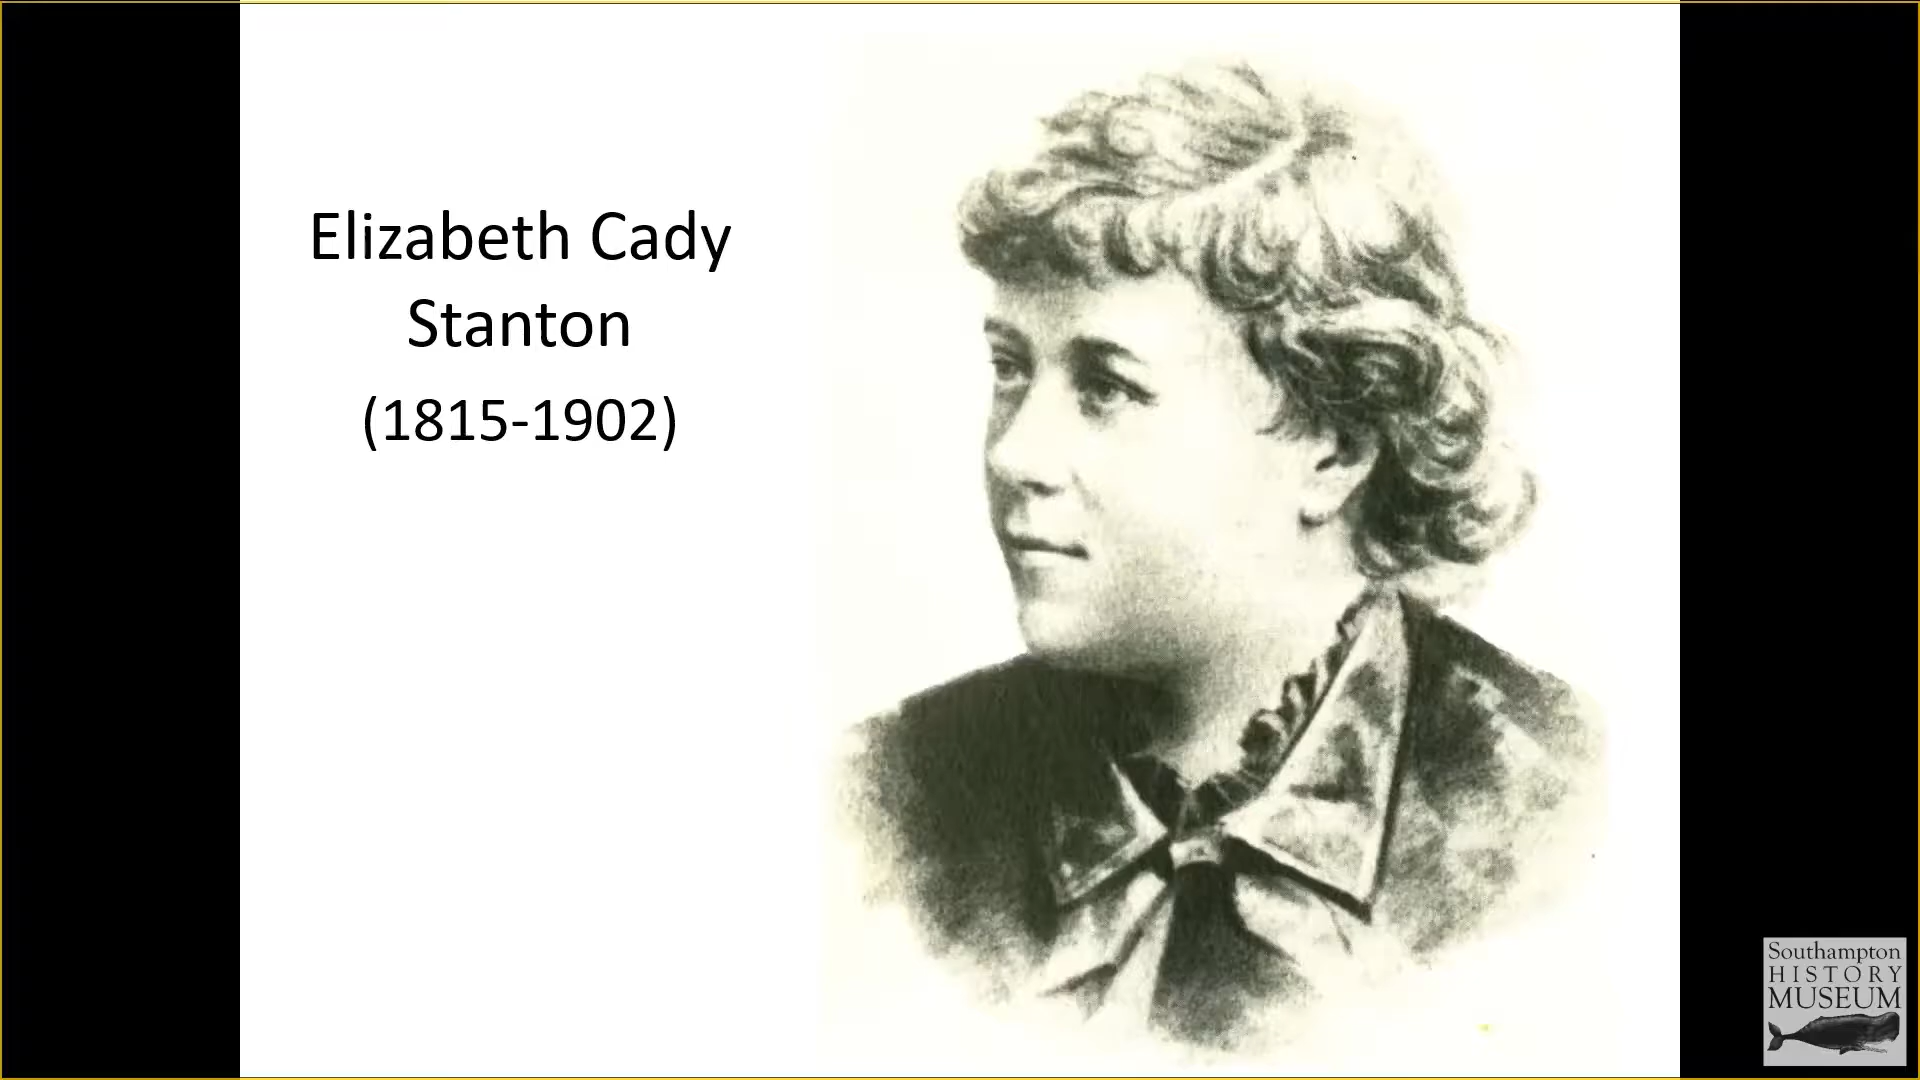 Elizabeth Cady
Stanton
(1815-1902)
Southampton
HISTORY
MUSEUM